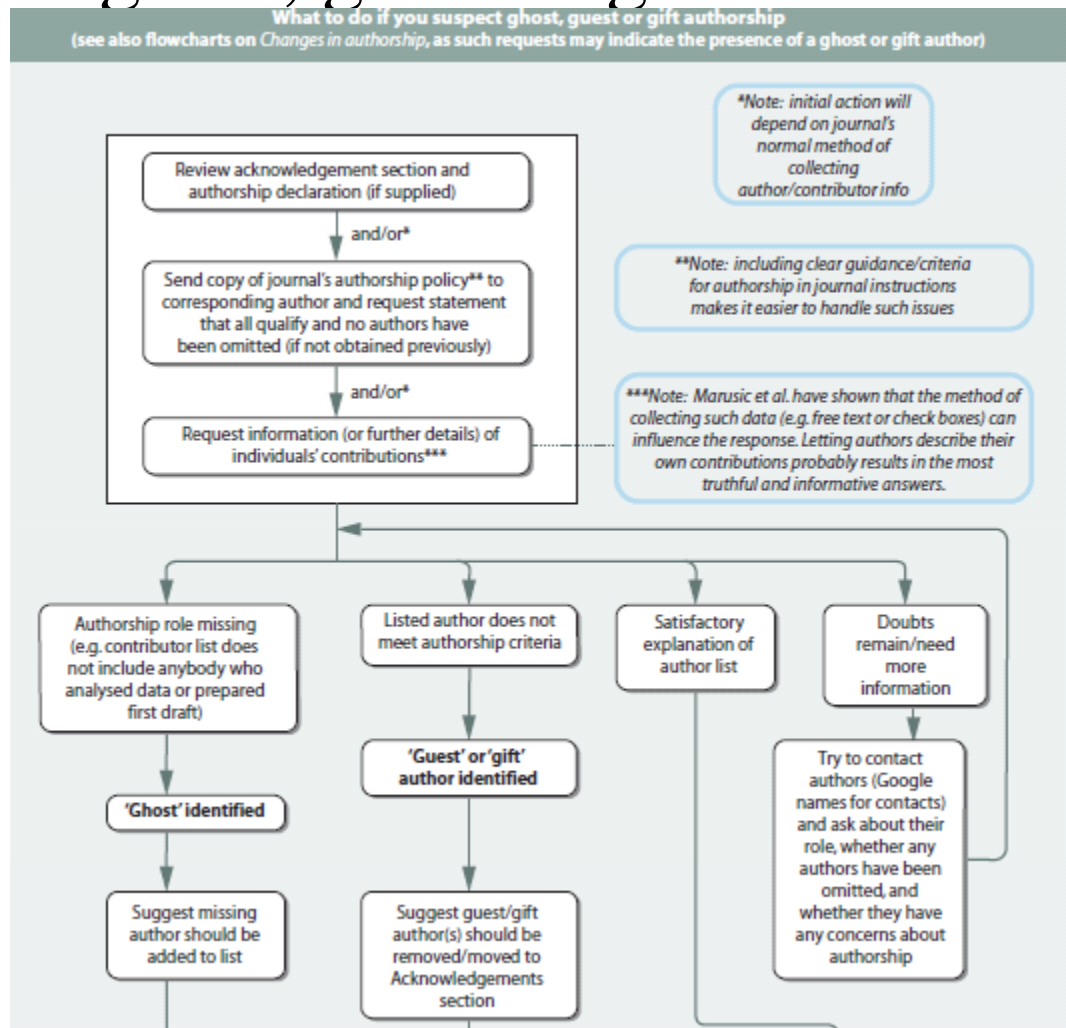 What to do if you suspect ghost, guest or gift authorship
(see also flowcharts on Changes in authorship, as such requests may indicate the presence of a ghost or gift author)
*Note: initial action will
depend on journal's
normal method of
collecting
author/contributor info
Review acknowledgement section and
authorship declaration (if supplied)
and/or*
Send copy of journal's authorship policy** to
corresponding author and request statement
that all qualify and no authors have
been omitted (if not obtained previously)
**Note: including clear guidance/criteria
for authorship in journal instructions
makes it easier to handle such issues
and/or*
Request information (or further details) of
individuals' contributions***
***Note: Marusic et al. have shown that the method of
collecting such data (e.g. free text or check boxes) can
influence the response. Letting authors describe their
own contributions probably results in the most
truthful and informative answers.
Authorship role missing
(e.g. contributor list does
not include anybody who
analysed data or prepared
first draft)
Listed author does not
meet authorship criteria
Satisfactory
explanation of
author list
Doubts
remain/need
more
information
'Ghost' identified
'Guest' or 'gift'
author identified
Try to contact
authors (Google
names for contacts)
and ask about their
role, whether any
authors have been
omitted, and
whether they have
any concerns about
authorship
Suggest missing
author should be
added to list
Suggest guest/gift
author(s) should be
removed/moved to
Acknowledgements
section